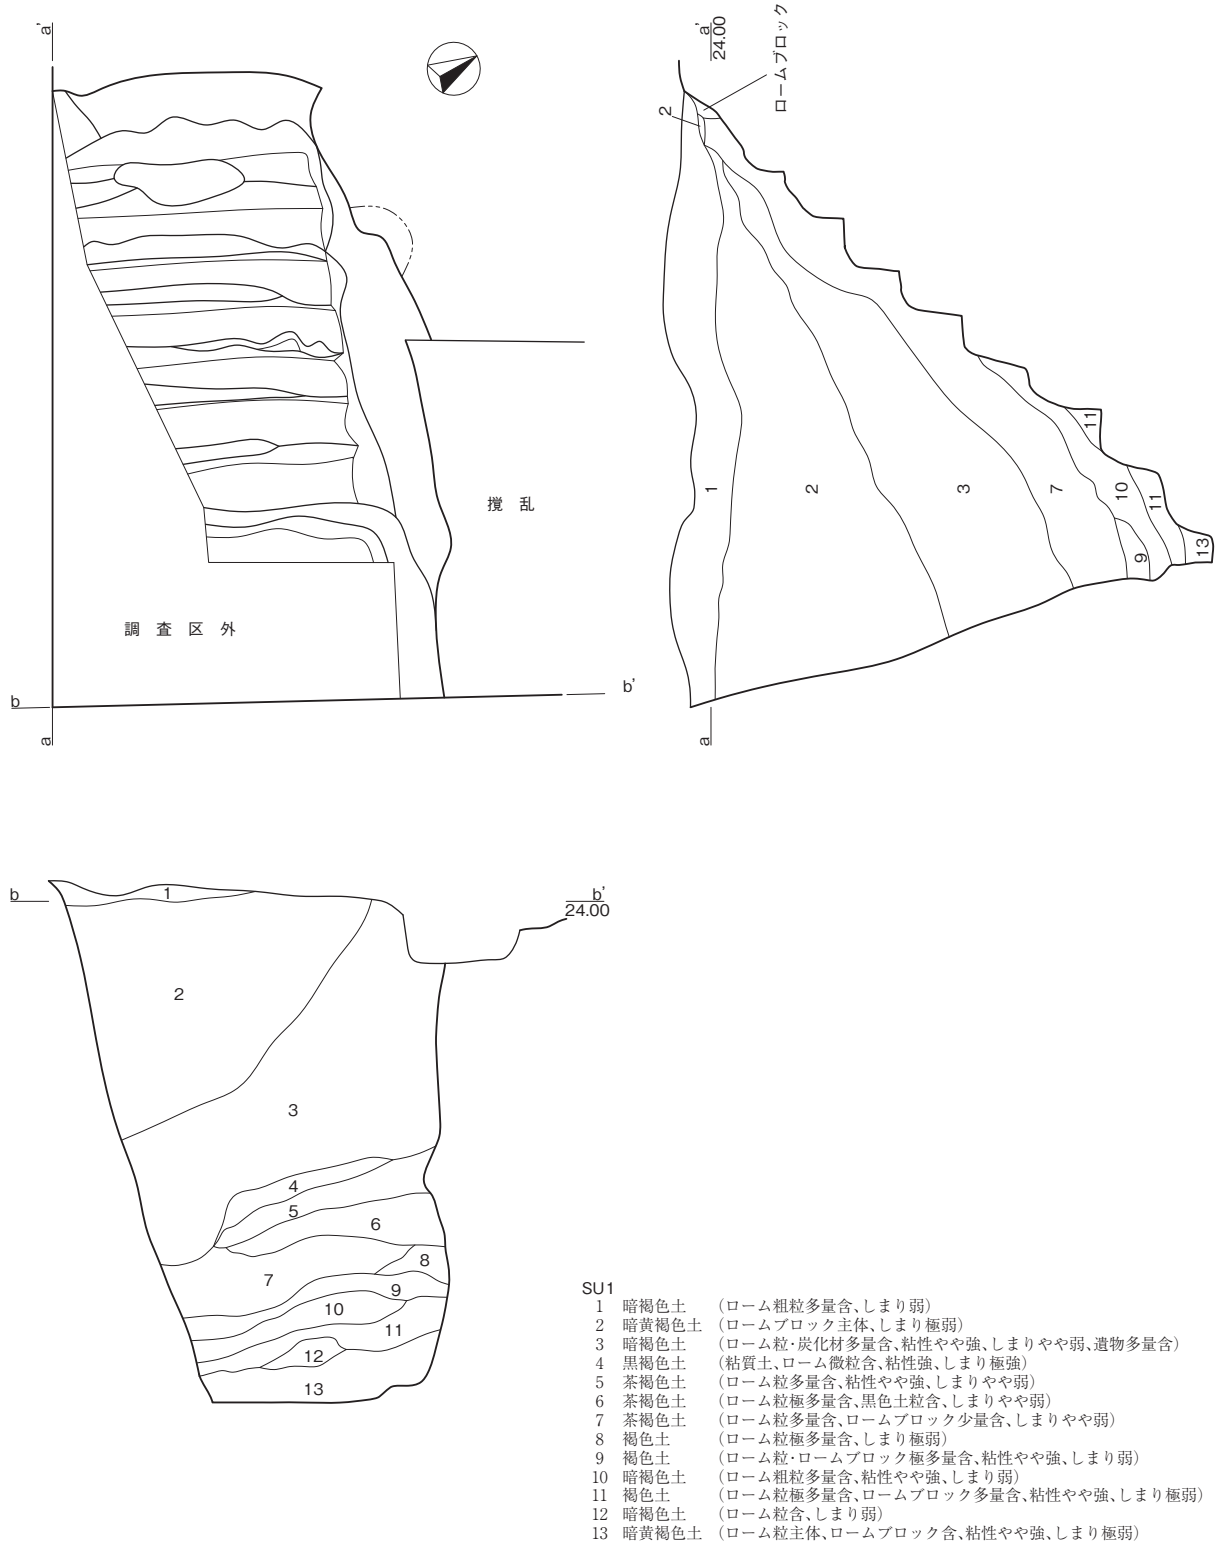 a'
調査区外
撹乱
b
b'
a
a'
24.00
ロームブロック
2
1
2
3
7
10
11
11
9
13
a
b
b'
24.00
1
2
3
4
5
6
7
8
9
10
11
12
13
SU1
1 暗褐色土 （ローム粗粒多量含、しまり弱）
2 暗黄褐色土 （ロームブロック主体、しまり極弱）
3 暗褐色土 （ローム粒・炭化材多量含、粘性やや強、しまりやや弱、遺物多量含）
4 黒褐色土 （粘質土、ローム微粒含、粘性強、しまり極強）
5 茶褐色土 （ローム粒多量含、粘性やや強、しまりやや弱）
6 茶褐色土 （ローム粒極多量含、黒色土粒含、しまりやや弱）
7 茶褐色土 （ローム粒多量含、ロームブロック少量含、しまりやや弱）
8 褐色土 （ローム粒極多量含、しまり極弱）
9 褐色土 （ローム粒・ロームブロック極多量含、粘性やや強、しまり弱）
10 暗褐色土 （ローム粗粒多量含、粘性やや強、しまり弱）
11 褐色土 （ローム粒極多量含、ロームブロック多量含、粘性やや強、しまり極弱）
12 暗褐色土 （ローム粒含、しまり弱）
13 暗黄褐色土 （ローム粒主体、ロームブロック含、粘性やや強、しまり極弱）